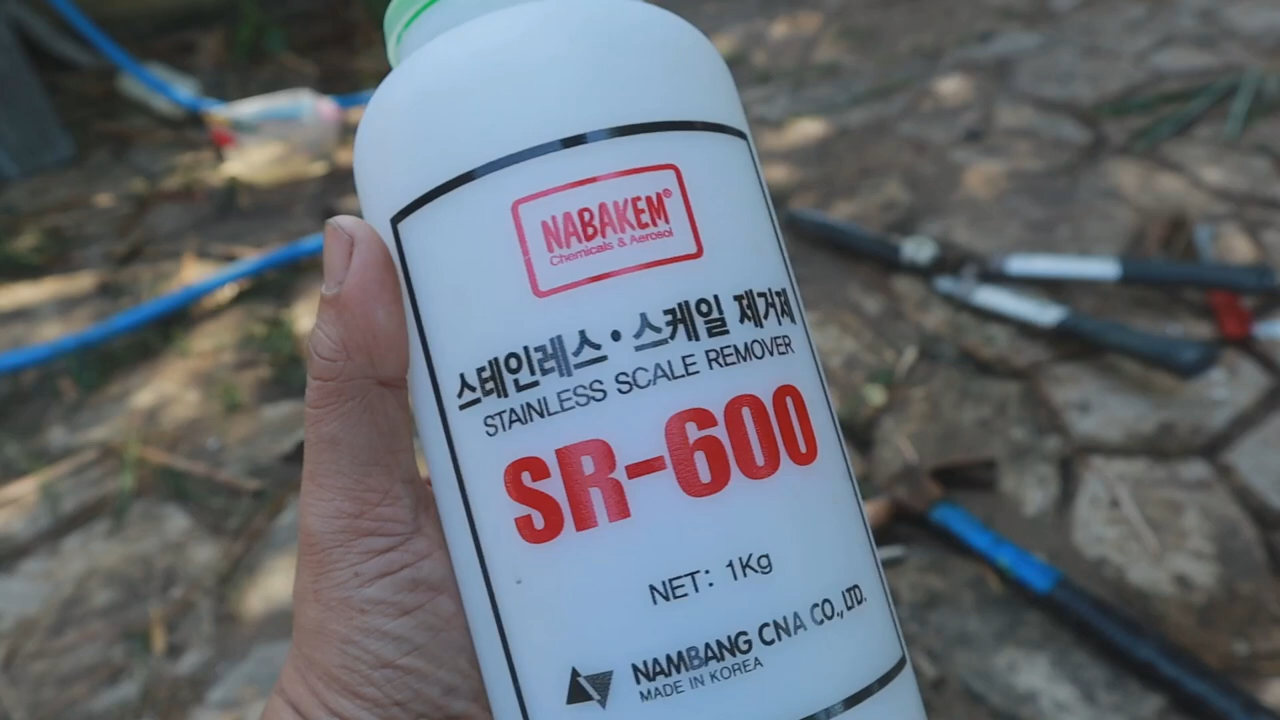 NABAKEM®
Chemicals & Aerosol
스테인레스·스케일 제거제
STAINLESS SCALE REMOVER
SR-600
NET: 1Kg
NAMBANG CNA CO., LTD.
MADE IN KOREA